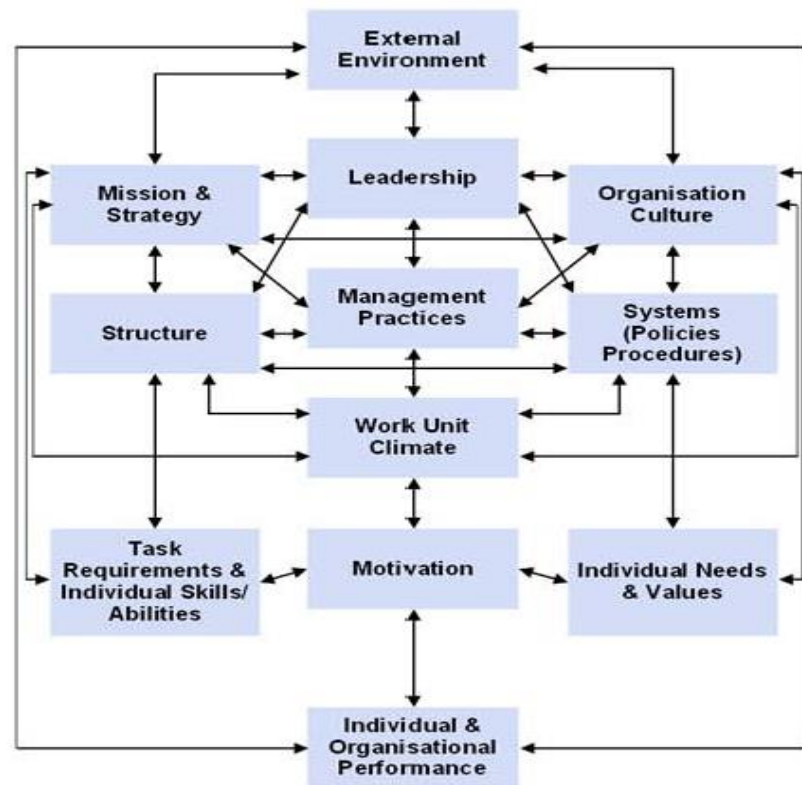 External
Environment
Mission &
Strategy
Leadership
Organisation
Culture
Structure
Management
Practices
Systems
(Policies
Procedures)
Work Unit
Climate
Task
Requirements &
Individual Skills/
Abilities
Motivation
Individual Needs
& Values
Individual &
Organisational
Performance